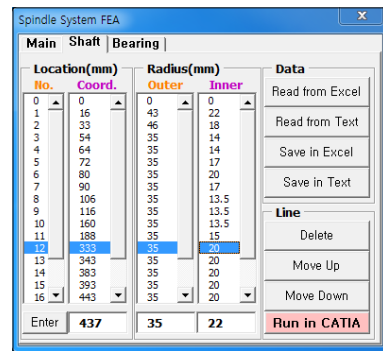 Spindle System FEA x
Main Shaft Bearing
Location(mm) Radius(mm) Data
No. Coord. Outer Inner
0 0 0 0
1 16 43 22
2 33 46 18
3 54 35 14
4 64 35 14
5 72 35 17
6 80 35 20
7 90 35 17
8 106 35 13.5
9 116 35 13.5
10 160 35 13.5
11 188 35 15
12 333 35 20
13 343 35 20
14 383 35 20
15 393 35 20
16 443 35 20
Enter 437 35 22
Read from Excel
Read from Text
Save in Excel
Save in Text
Line
Delete
Move Up
Move Down
Run in CATIA